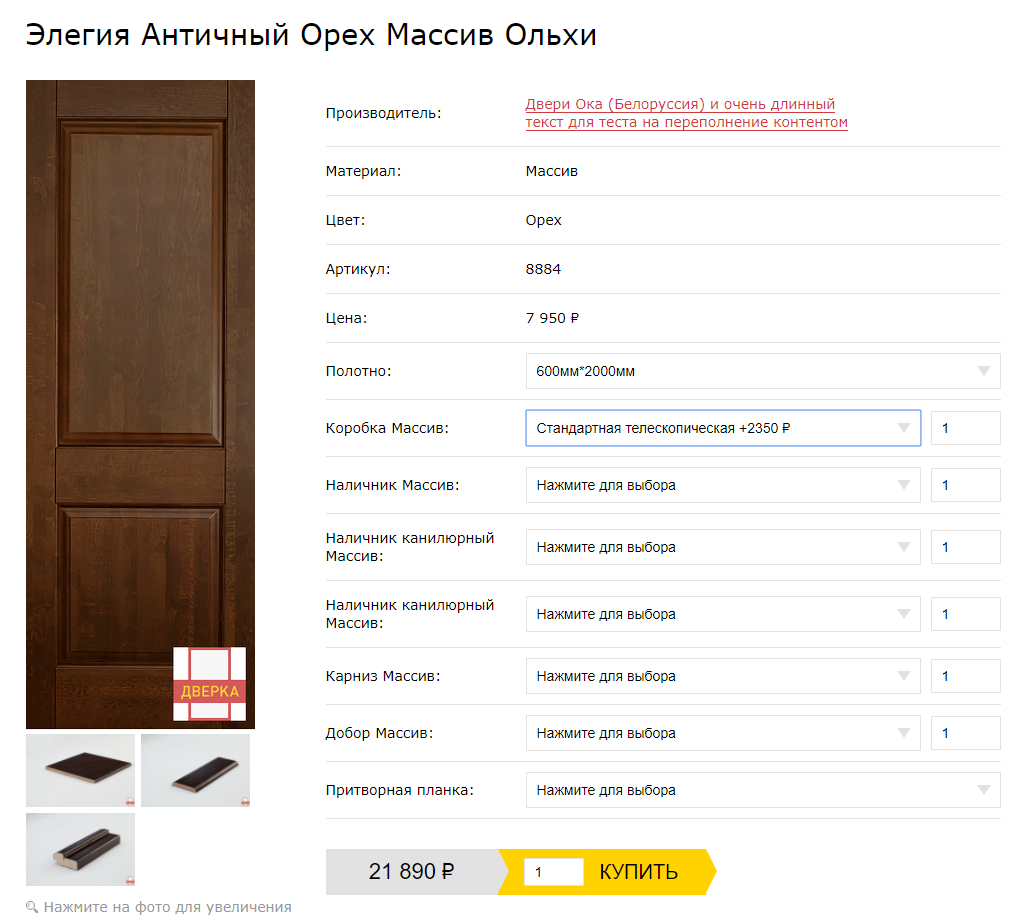 Элегия Античный Орех Массив Ольхи
Производитель:
Двери Ока (Белоруссия) и очень длинный
текст для теста на переполнение контентом
Материал:
Массив
Цвет:
Орех
Артикул:
8884
Цена:
7 950 ₽
Полотно:
600мм*2000мм
Коробка Массив:
Стандартная телескопическая +2350 ₽
1
Наличник Массив:
Нажмите для выбора
1
Наличник канилюрный
Массив:
Нажмите для выбора
1
Наличник канилюрный
Массив:
Нажмите для выбора
1
Карниз Массив:
Нажмите для выбора
1
Добор Массив:
Нажмите для выбора
1
Притворная планка:
Нажмите для выбора
ДВЕРКА
21 890 ₽
1
КУПИТЬ
Нажмите на фото для увеличения